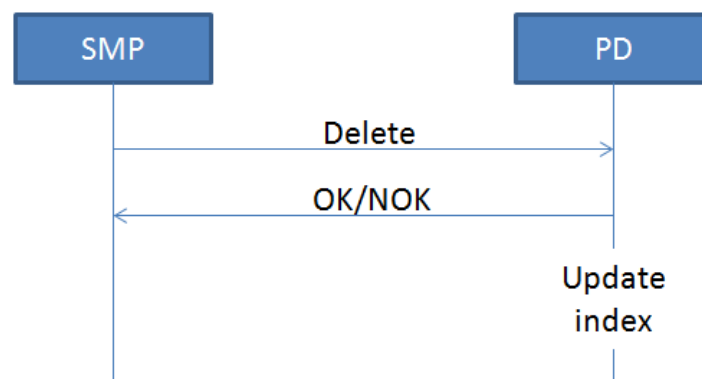 SMP
PD
Delete
OK/NOK
Update
index